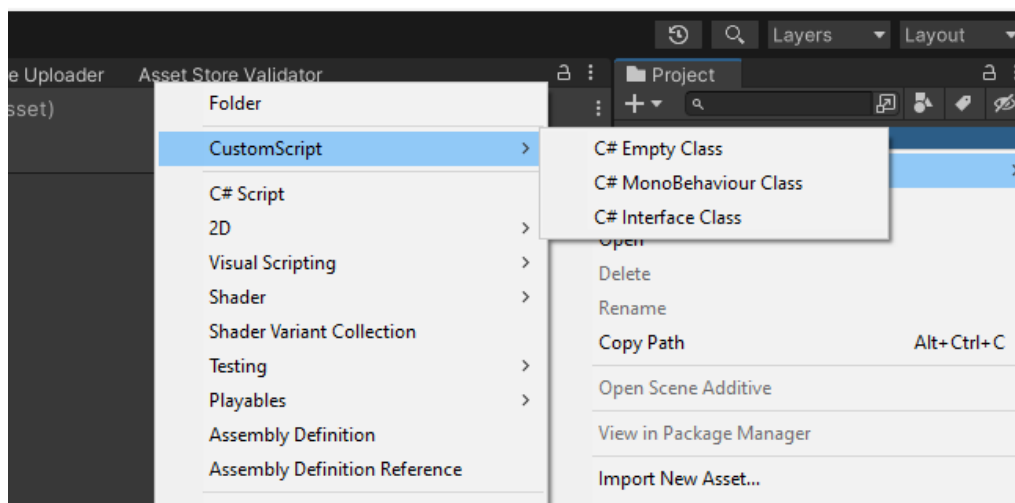 Layers
Layout
e Uploader
Asset Store Validator
Project
sset)
Folder
CustomScript
C# Script
2D
Visual Scripting
Shader
Shader Variant Collection
Testing
Playables
Assembly Definition
Assembly Definition Reference
C# Empty Class
C# MonoBehaviour Class
C# Interface Class
Open
Delete
Rename
Copy Path Alt+Ctrl+C
Open Scene Additive
View in Package Manager
Import New Asset...